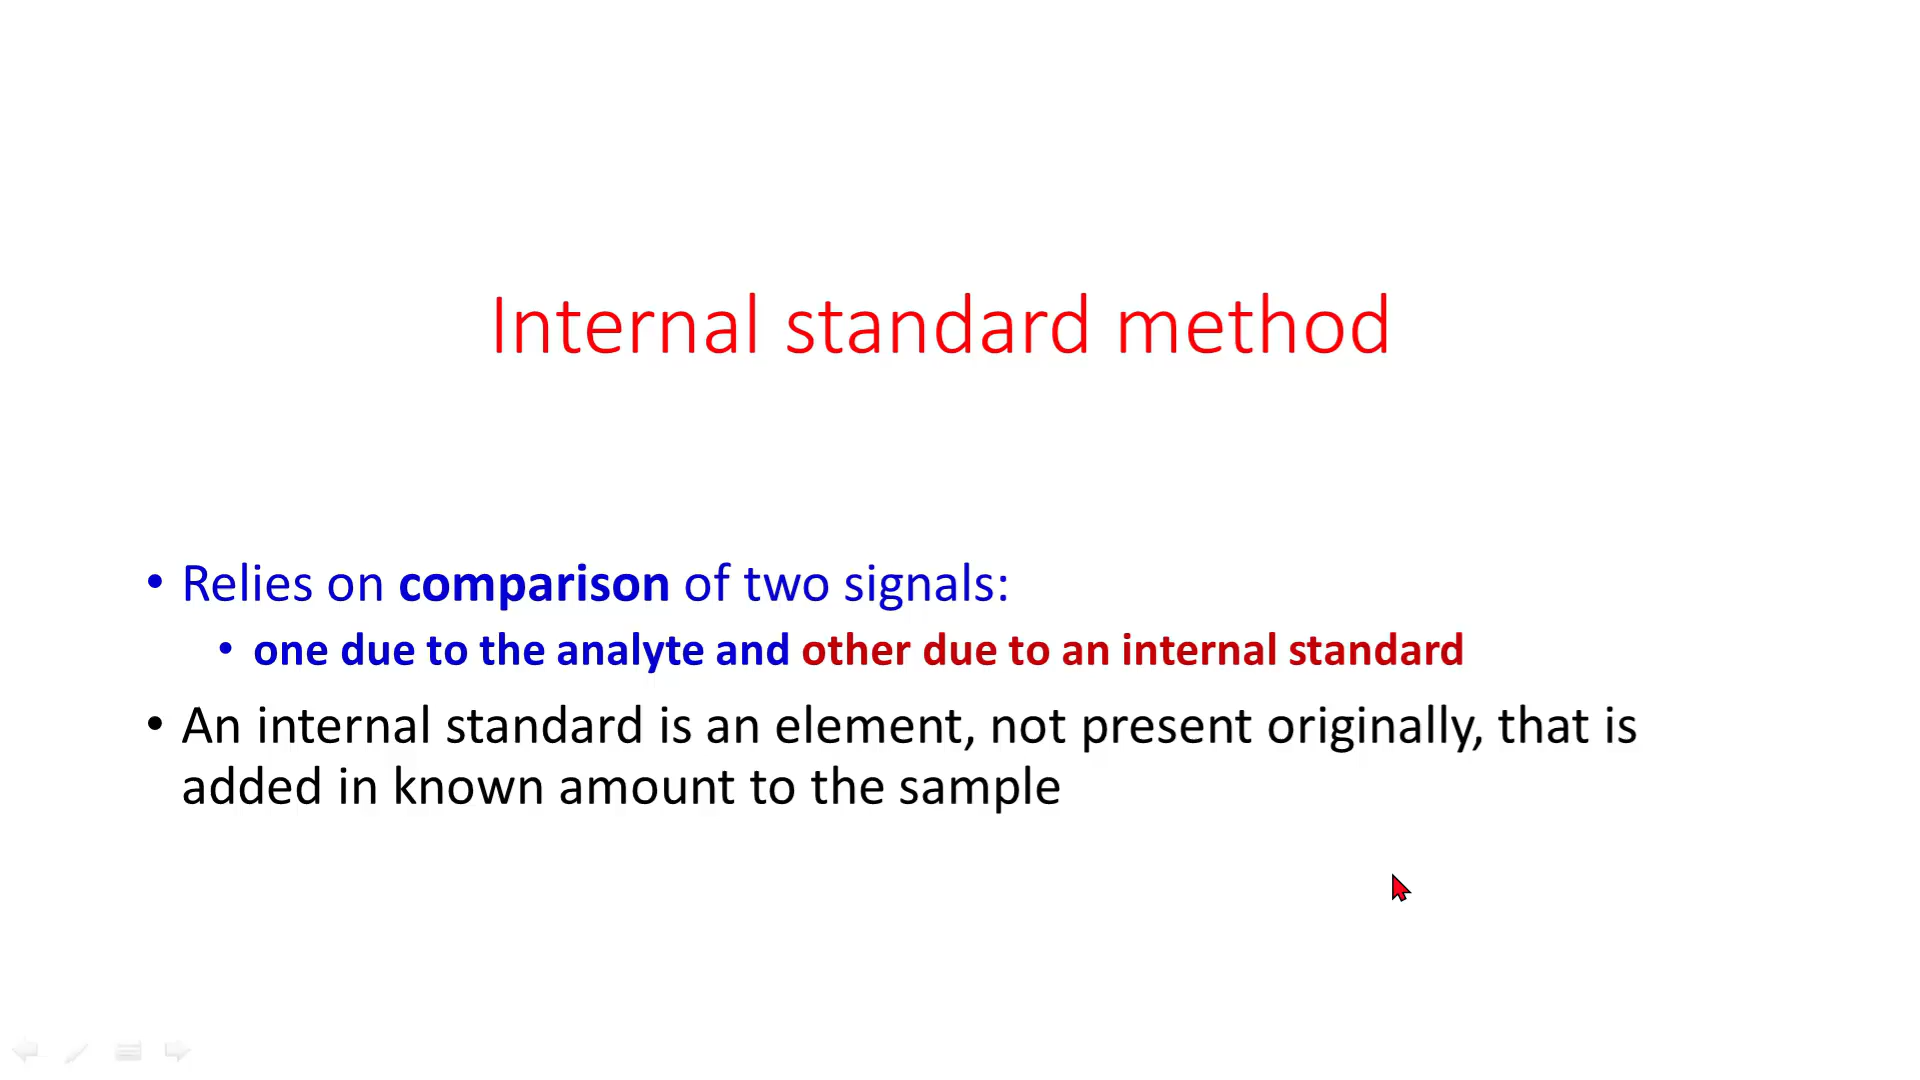 Internal standard method
• Relies on comparison of two signals:
• one due to the analyte and other due to an internal standard
• An internal standard is an element, not present originally, that is
added in known amount to the sample